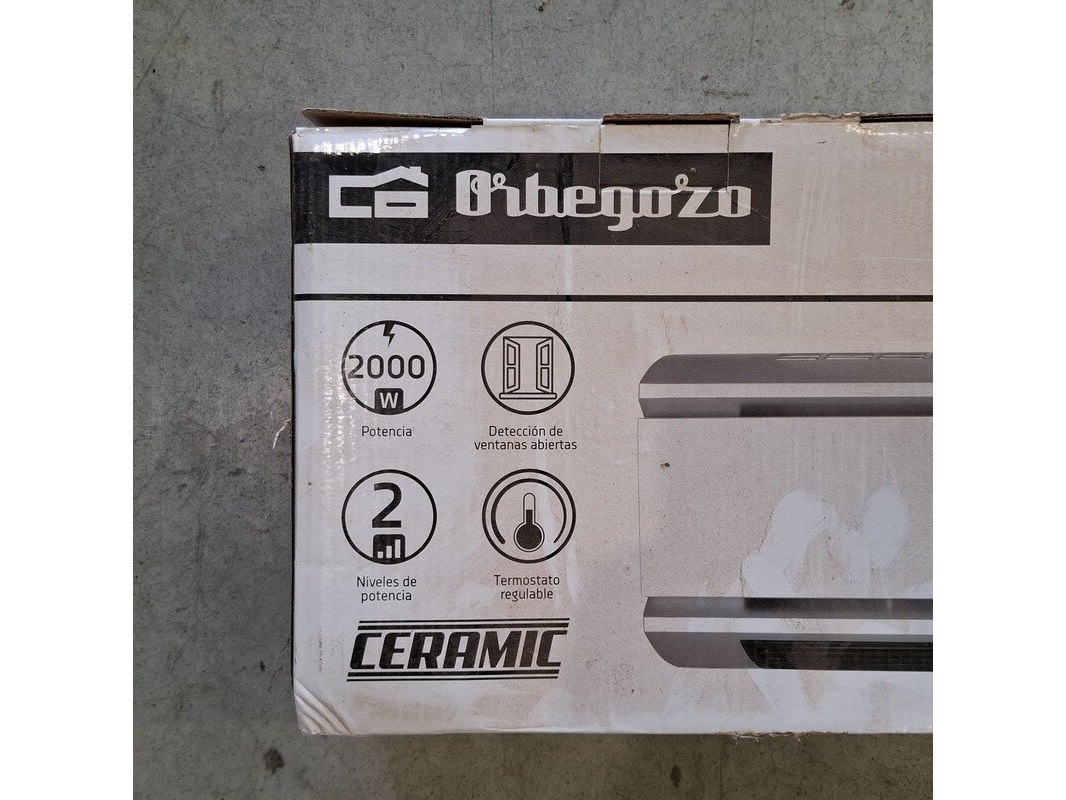 Orbegozo
2000
W
Potencia
Detección de
ventanas abiertas
2
Niveles de
potencia
Termostato
regulable
CERAMIC